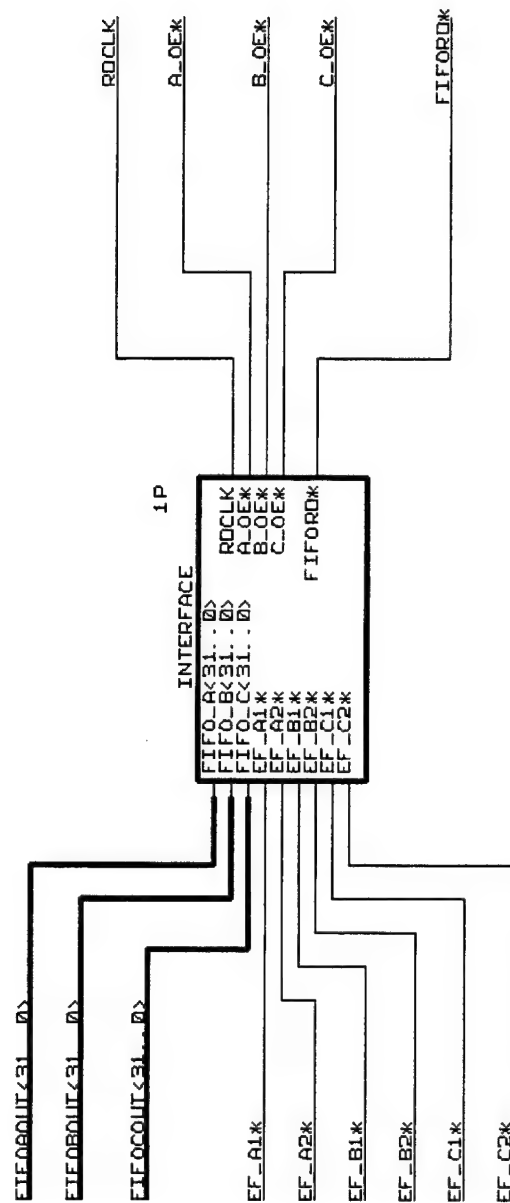 RDCLK
A_OE*
B_OE*
C_OE*
FIFORD*
1P
INTERFACE
FIFO_A<31..0>
FIFO_B<31..0>
FIFO_C<31..0>
EF_A1*
EF_A2*
EF_B1*
EF_B2*
EF_C1*
EF_C2*
RDCLK
A_OE*
B_OE*
C_OE*
FIFORD*
FIFOAOUT<31..0>
FIFOBOUT<31..0>
FIFOCOUT<31..0>
EF_A1*
EF_A2*
EF_B1*
EF_B2*
EF_C1*
EF_C2*